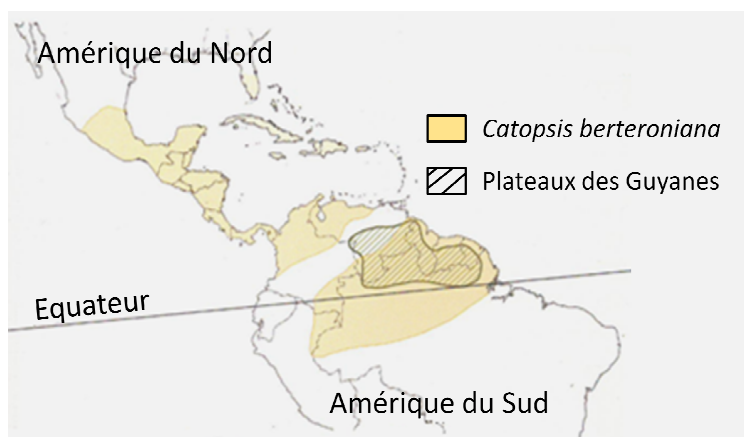 Amérique du Nord
Catopsis berteroniana
Plateaux des Guyanes
Equateur
Amérique du Sud